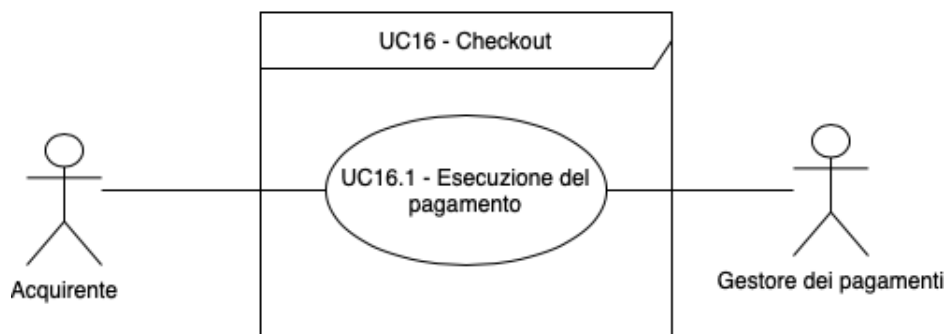 UC16 - Checkout
UC16.1 - Esecuzione del
pagamento
Acquirente
Gestore dei pagamenti